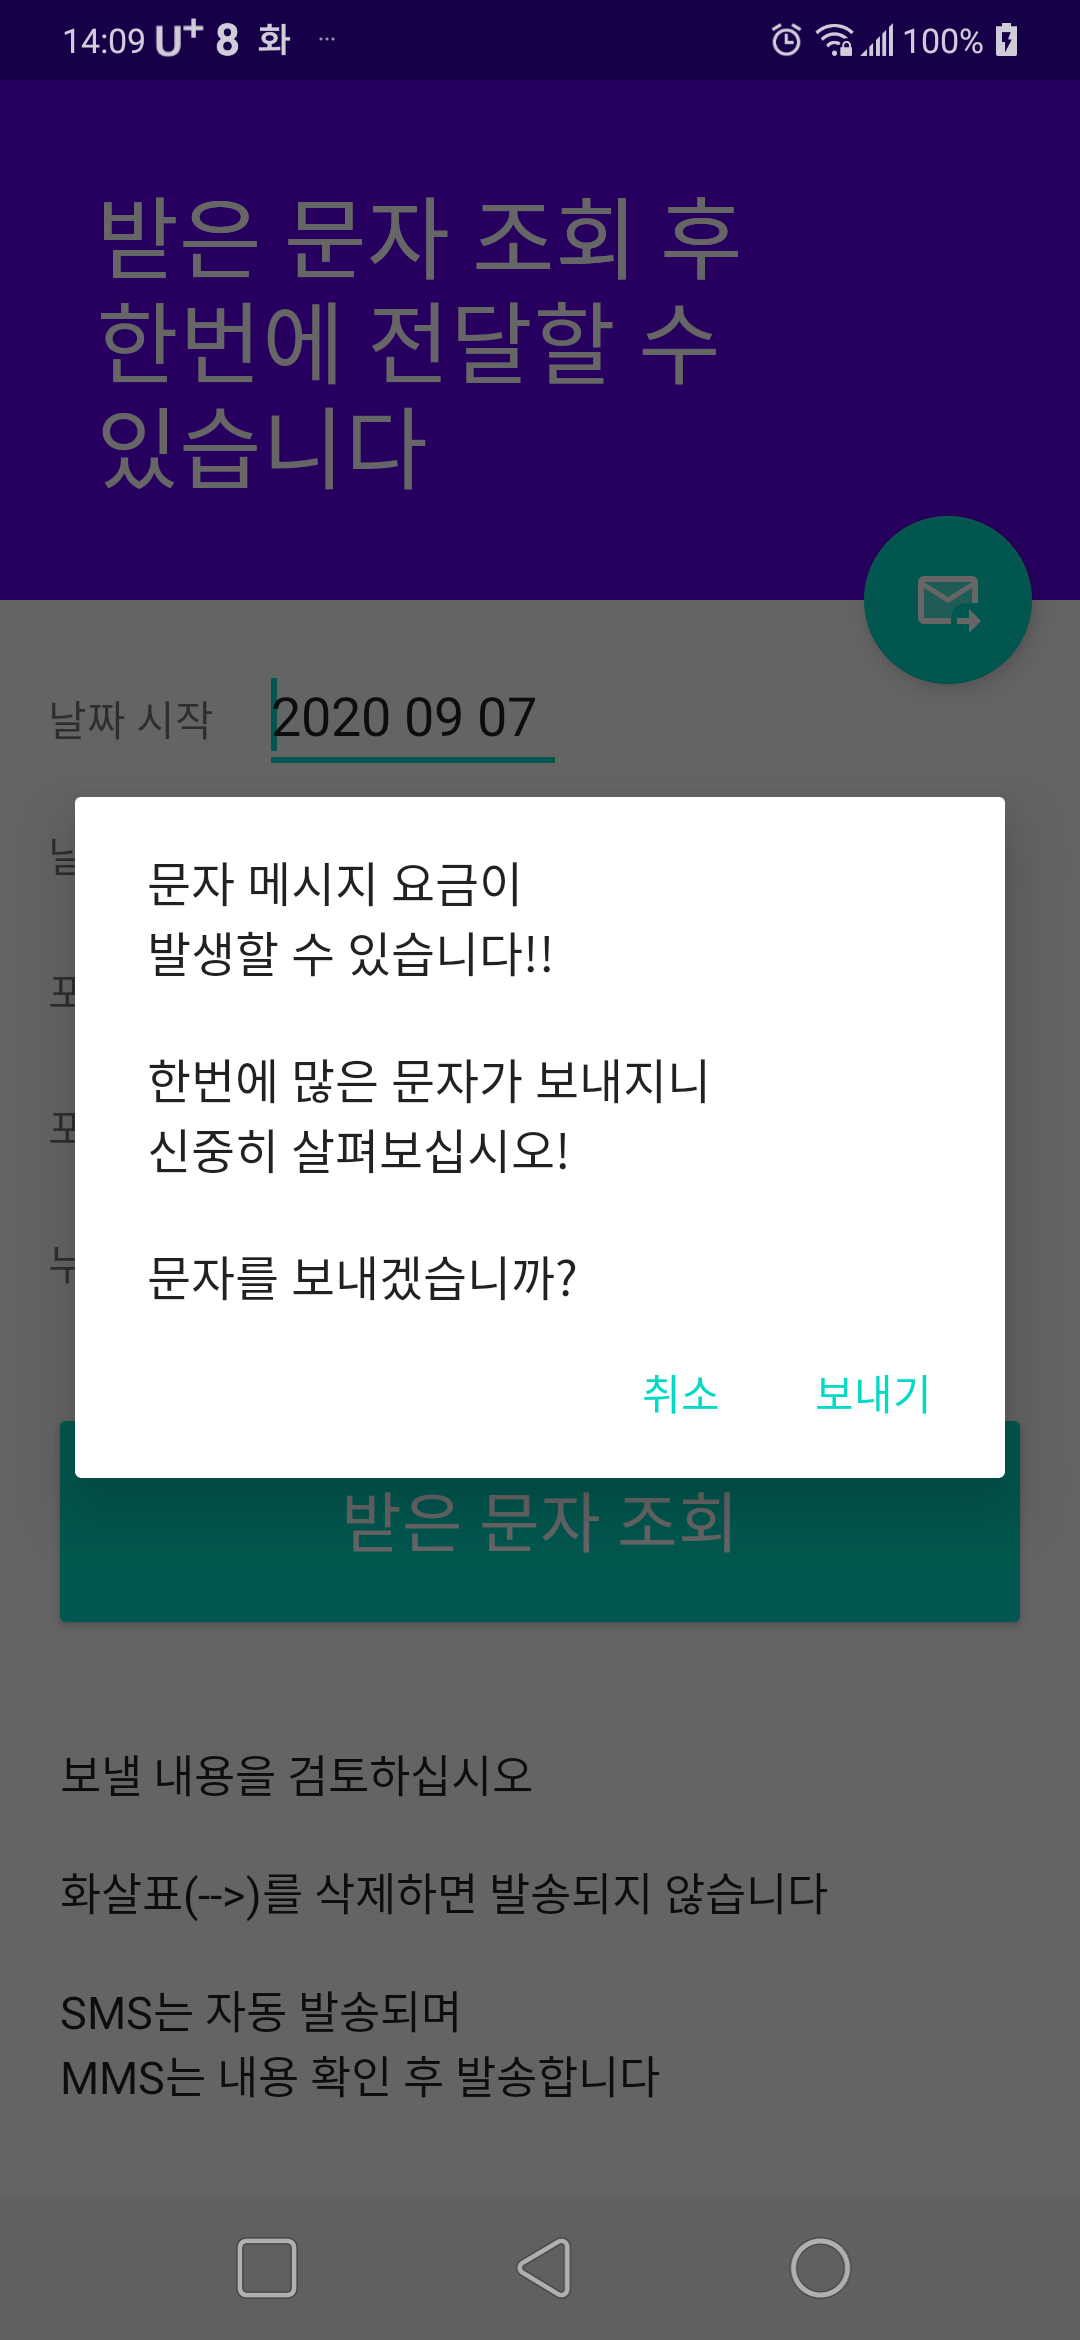 14:09 U+ 8 화 ... 100%
받은 문자 조회 후
한번에 전달할 수
있습니다
날짜 시작 2020 09 07
문자 메시지 요금이
발생할 수 있습니다!!
한번에 많은 문자가 보내지니
신중히 살펴보십시오!
문자를 보내겠습니까?
취소 보내기
받은 문자 조회
보낼 내용을 검토하십시오
화살표(-->)를 삭제하면 발송되지 않습니다
SMS는 자동 발송되며
MMS는 내용 확인 후 발송합니다